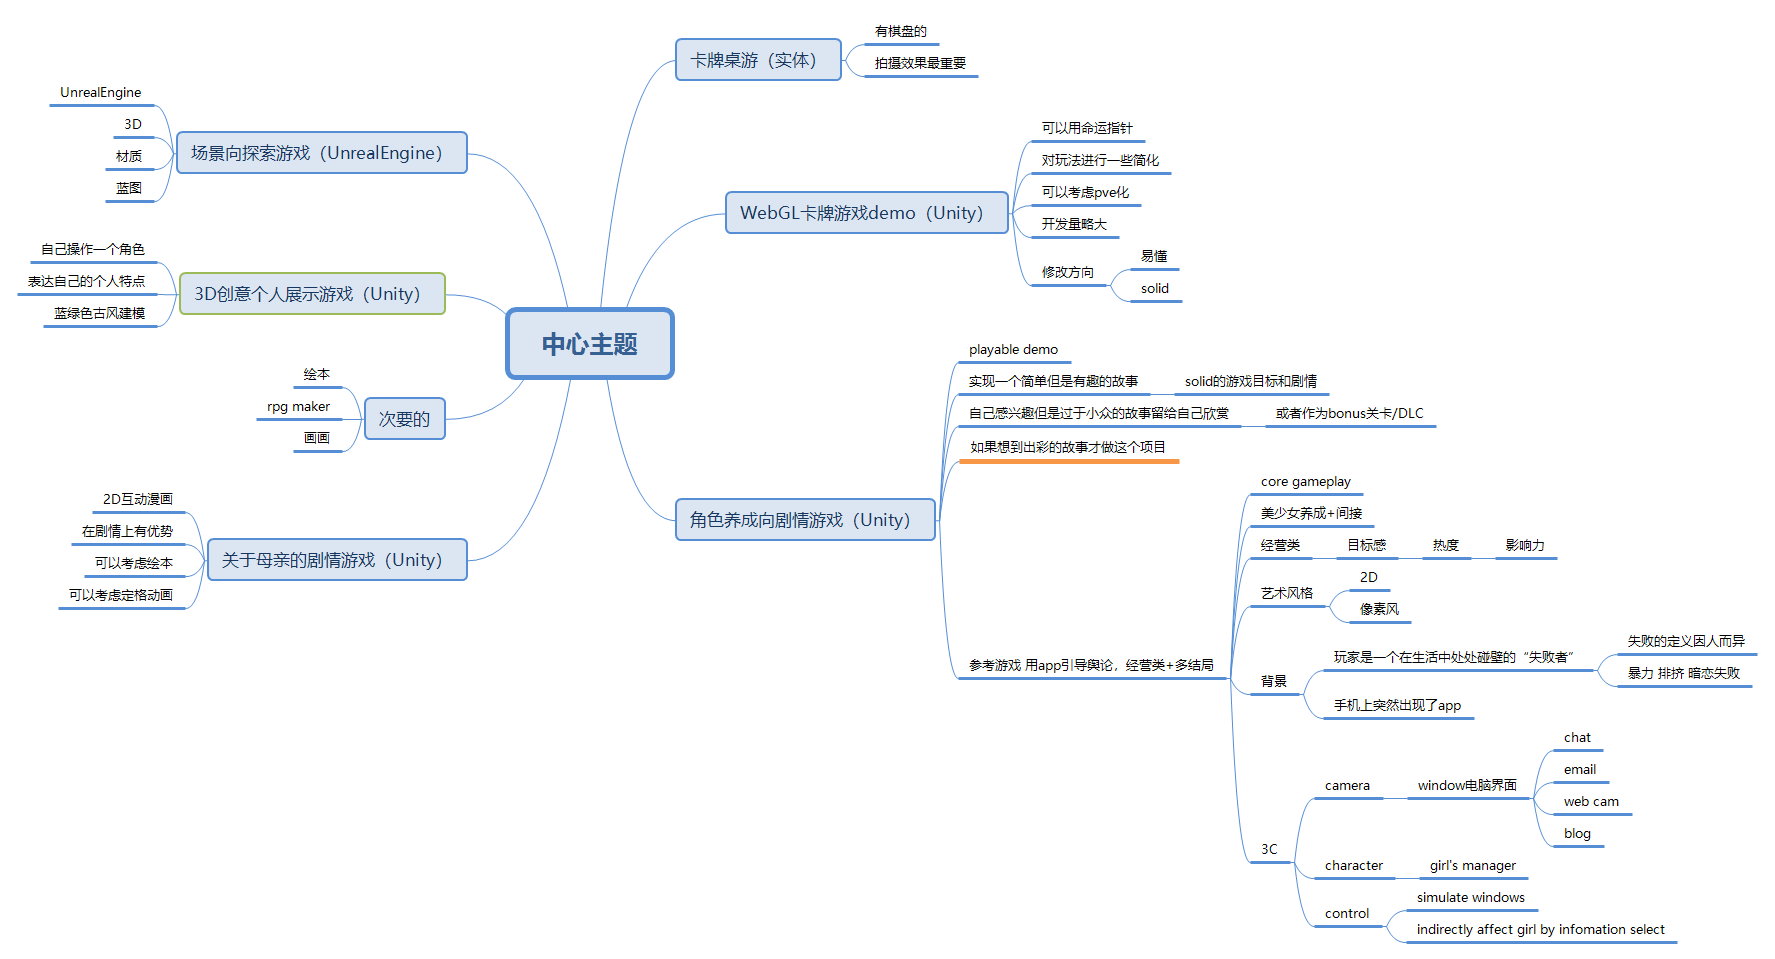 中心主题
卡牌桌游（实体）
有棋盘的
拍摄效果最重要
WebGL卡牌游戏demo（Unity）
可以用命运指针
对玩法进行一些简化
可以考虑pve化
开发量略大
修改方向
易懂
solid
角色养成向剧情游戏（Unity）
playable demo
实现一个简单但是有趣的故事
solid的游戏目标和剧情
自己感兴趣但是过于小众的故事留给自己欣赏
或者作为bonus关卡/DLC
如果想到出彩的故事才做这个项目
参考游戏 用app引导舆论，经营类+多结局
core gameplay
美少女养成+间接
经营类
目标感
热度
影响力
艺术风格
2D
像素风
背景
玩家是一个在生活中处处碰壁的“失败者”
失败的定义因人而异
暴力 排挤 暗恋失败
手机上突然出现了app
3C
camera
window电脑界面
chat
email
web cam
blog
character
girl's manager
control
simulate windows
indirectly affect girl by infomation select
场景向探索游戏（UnrealEngine）
UnrealEngine
3D
材质
蓝图
3D创意个人展示游戏（Unity）
自己操作一个角色
表达自己的个人特点
蓝绿色古风建模
次要的
绘本
rpg maker
画画
关于母亲的剧情游戏（Unity）
2D互动漫画
在剧情上有优势
可以考虑绘本
可以考虑定格动画